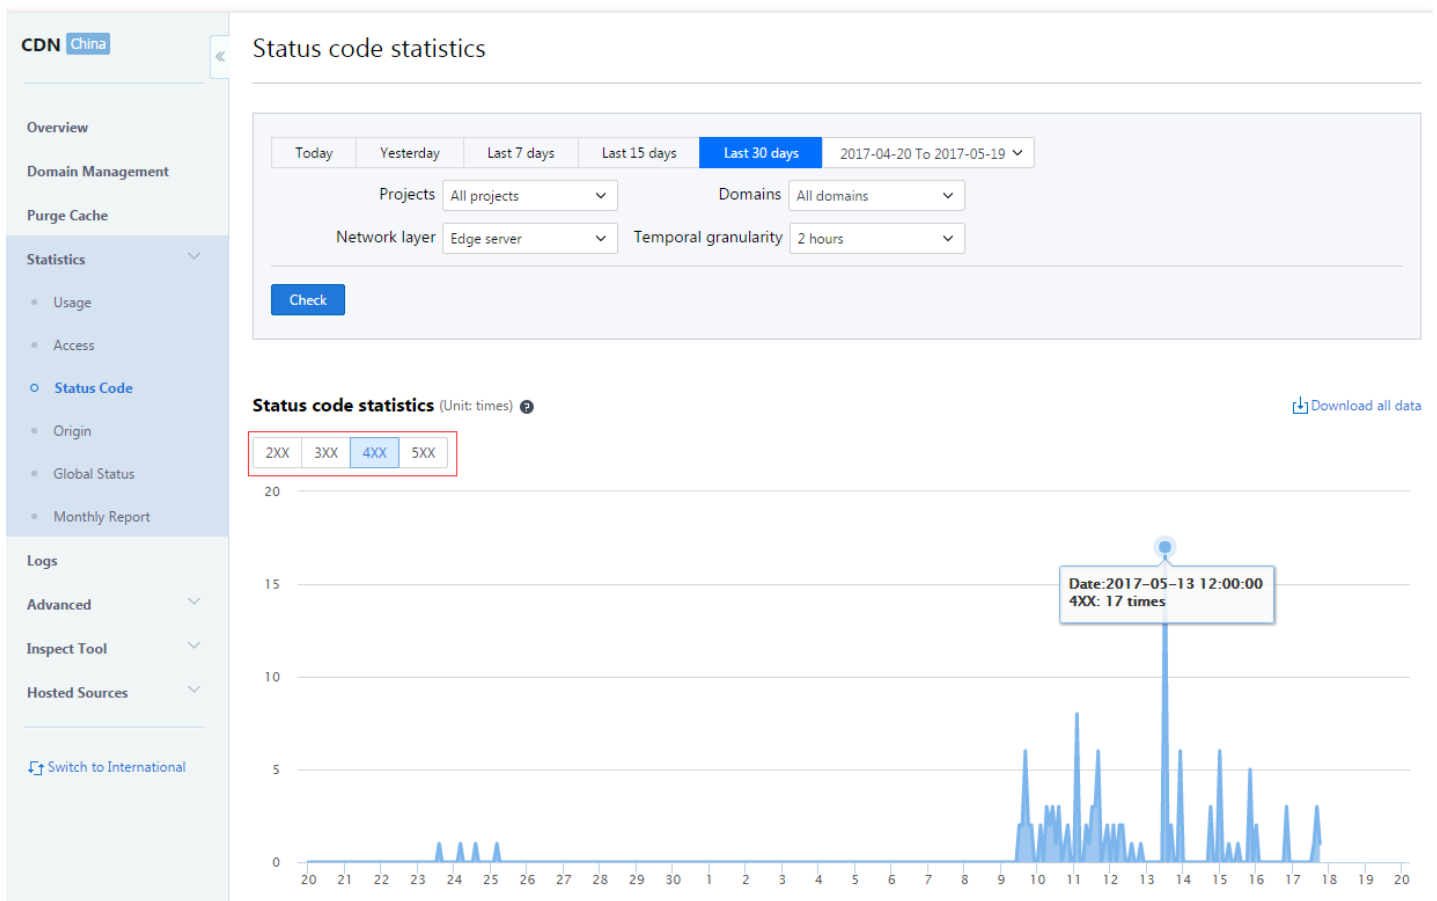 CDN China
«
Overview
Domain Management
Purge Cache
Statistics
Usage
Access
Status Code
Origin
Global Status
Monthly Report
Logs
Advanced
Inspect Tool
Hosted Sources
Switch to International
Status code statistics
Today Yesterday Last 7 days Last 15 days Last 30 days 2017-04-20 To 2017-05-19
Projects All projects Domains All domains
Network layer Edge server Temporal granularity 2 hours
Check
Status code statistics (Unit: times) ? Download all data
2XX 3XX 4XX 5XX
20
15
10
5
0
Date:2017-05-13 12:00:00
4XX: 17 times
20 21 22 23 24 25 26 27 28 29 30 1 2 3 4 5 6 7 8 9 10 11 12 13 14 15 16 17 18 19 20